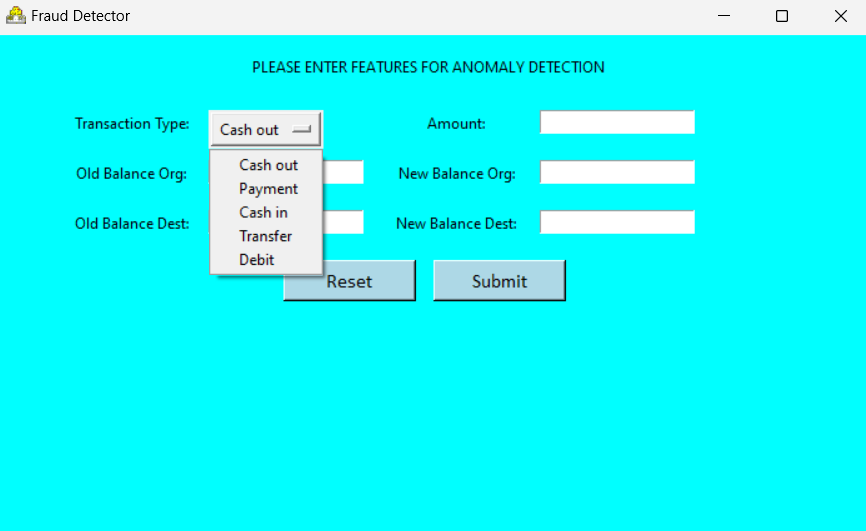 Fraud Detector
PLEASE ENTER FEATURES FOR ANOMALY DETECTION
Transaction Type: Cash out Amount:
Cash out
Payment
Cash in
Transfer
Debit
Old Balance Org: New Balance Org:
Old Balance Dest: New Balance Dest:
Reset Submit